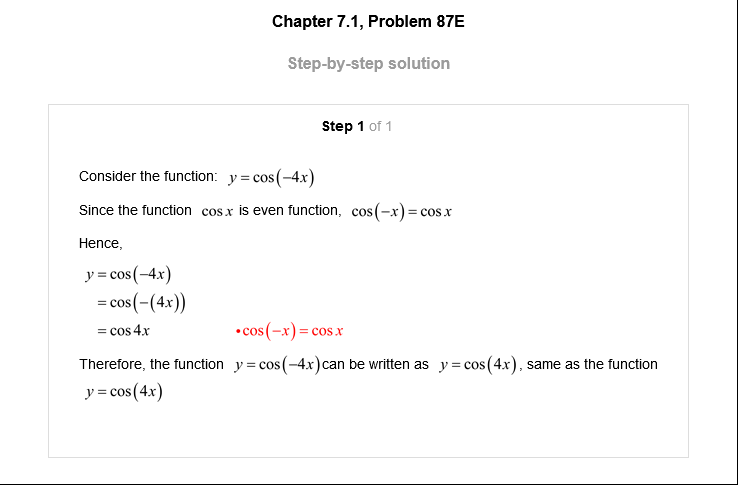 Chapter 7.1, Problem 87E
Step-by-step solution
Step 1 of 1
Consider the function: y = cos(−4x)
Since the function cos x is even function, cos(−x) = cos x
Hence,
y = cos(−4x)
= cos(−(4x))
= cos 4x •cos(−x) = cos x
Therefore, the function y = cos(−4x) can be written as y = cos(4x), same as the function
y = cos(4x)